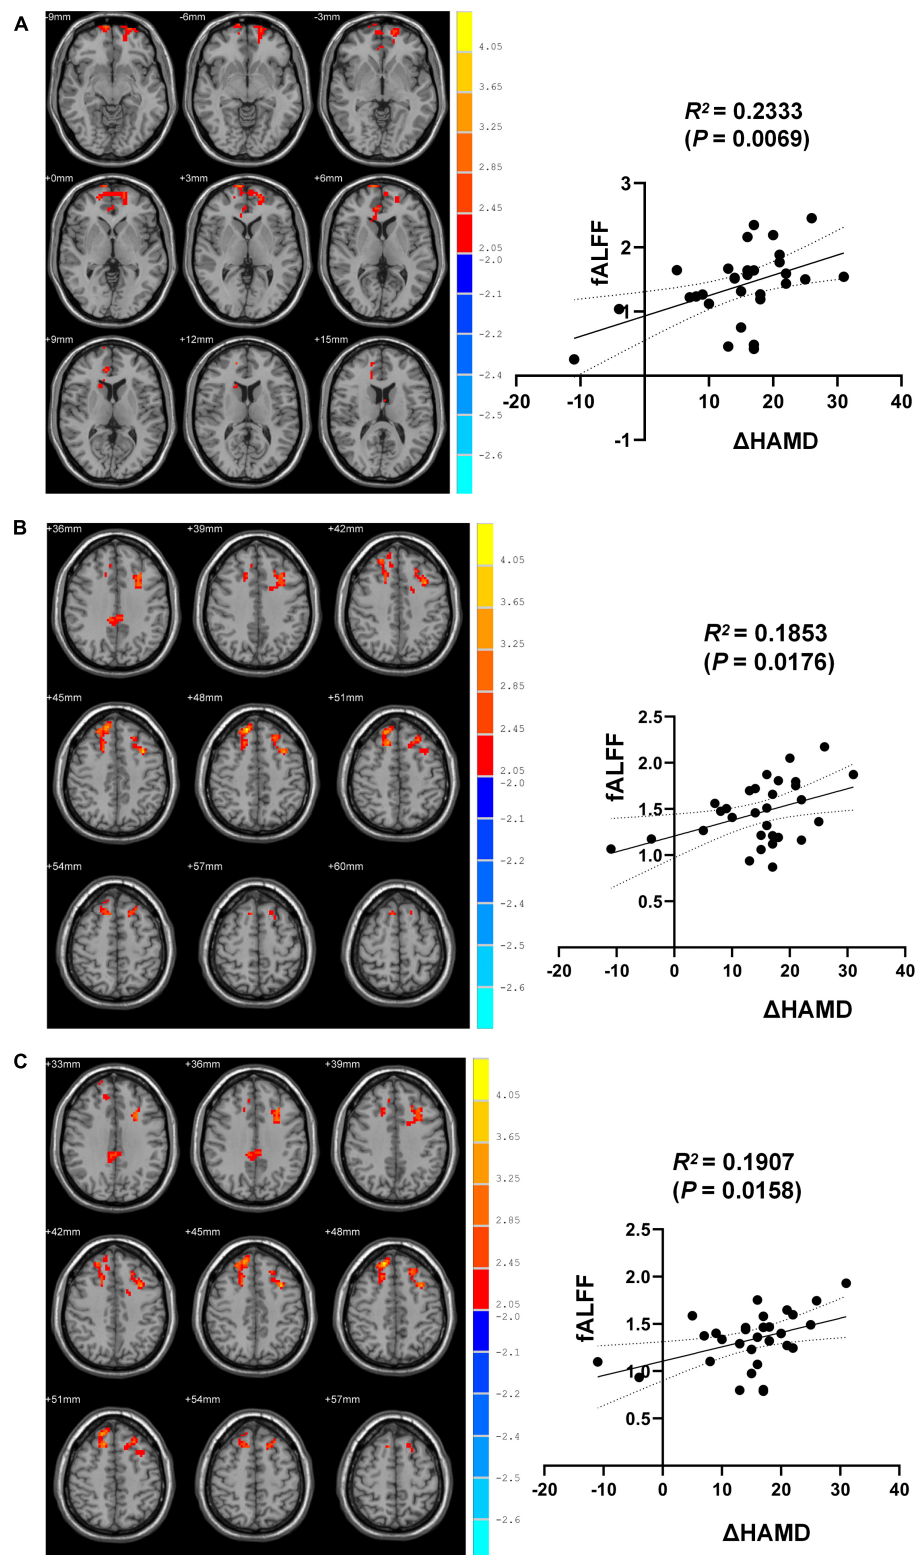 A
-9mm -6mm -3mm
+0mm +3mm +6mm
+9mm +12mm +15mm
4.05
3.65
3.25
2.85
2.45
2.05
-2.0
-2.1
-2.2
-2.4
-2.5
-2.6
R² = 0.2333
(P = 0.0069)
fALFF
3
2
1
-1
-20 -10 10 20 30 40
ΔHAMD
B
+36mm +39mm +42mm
+45mm +48mm +51mm
+54mm +57mm +60mm
4.05
3.65
3.25
2.85
2.45
2.05
-2.0
-2.1
-2.2
-2.4
-2.5
-2.6
R² = 0.1853
(P = 0.0176)
fALFF
2.5
2.0
1.5
1.0
0.5
-20 -10 0 10 20 30 40
ΔHAMD
C
+33mm +36mm +39mm
+42mm +45mm +48mm
+51mm +54mm +57mm
4.05
3.65
3.25
2.85
2.45
2.05
-2.0
-2.1
-2.2
-2.4
-2.5
-2.6
R² = 0.1907
(P = 0.0158)
fALFF
2.5
2.0
1.5
1.0
0.5
-20 -10 0 10 20 30 40
ΔHAMD